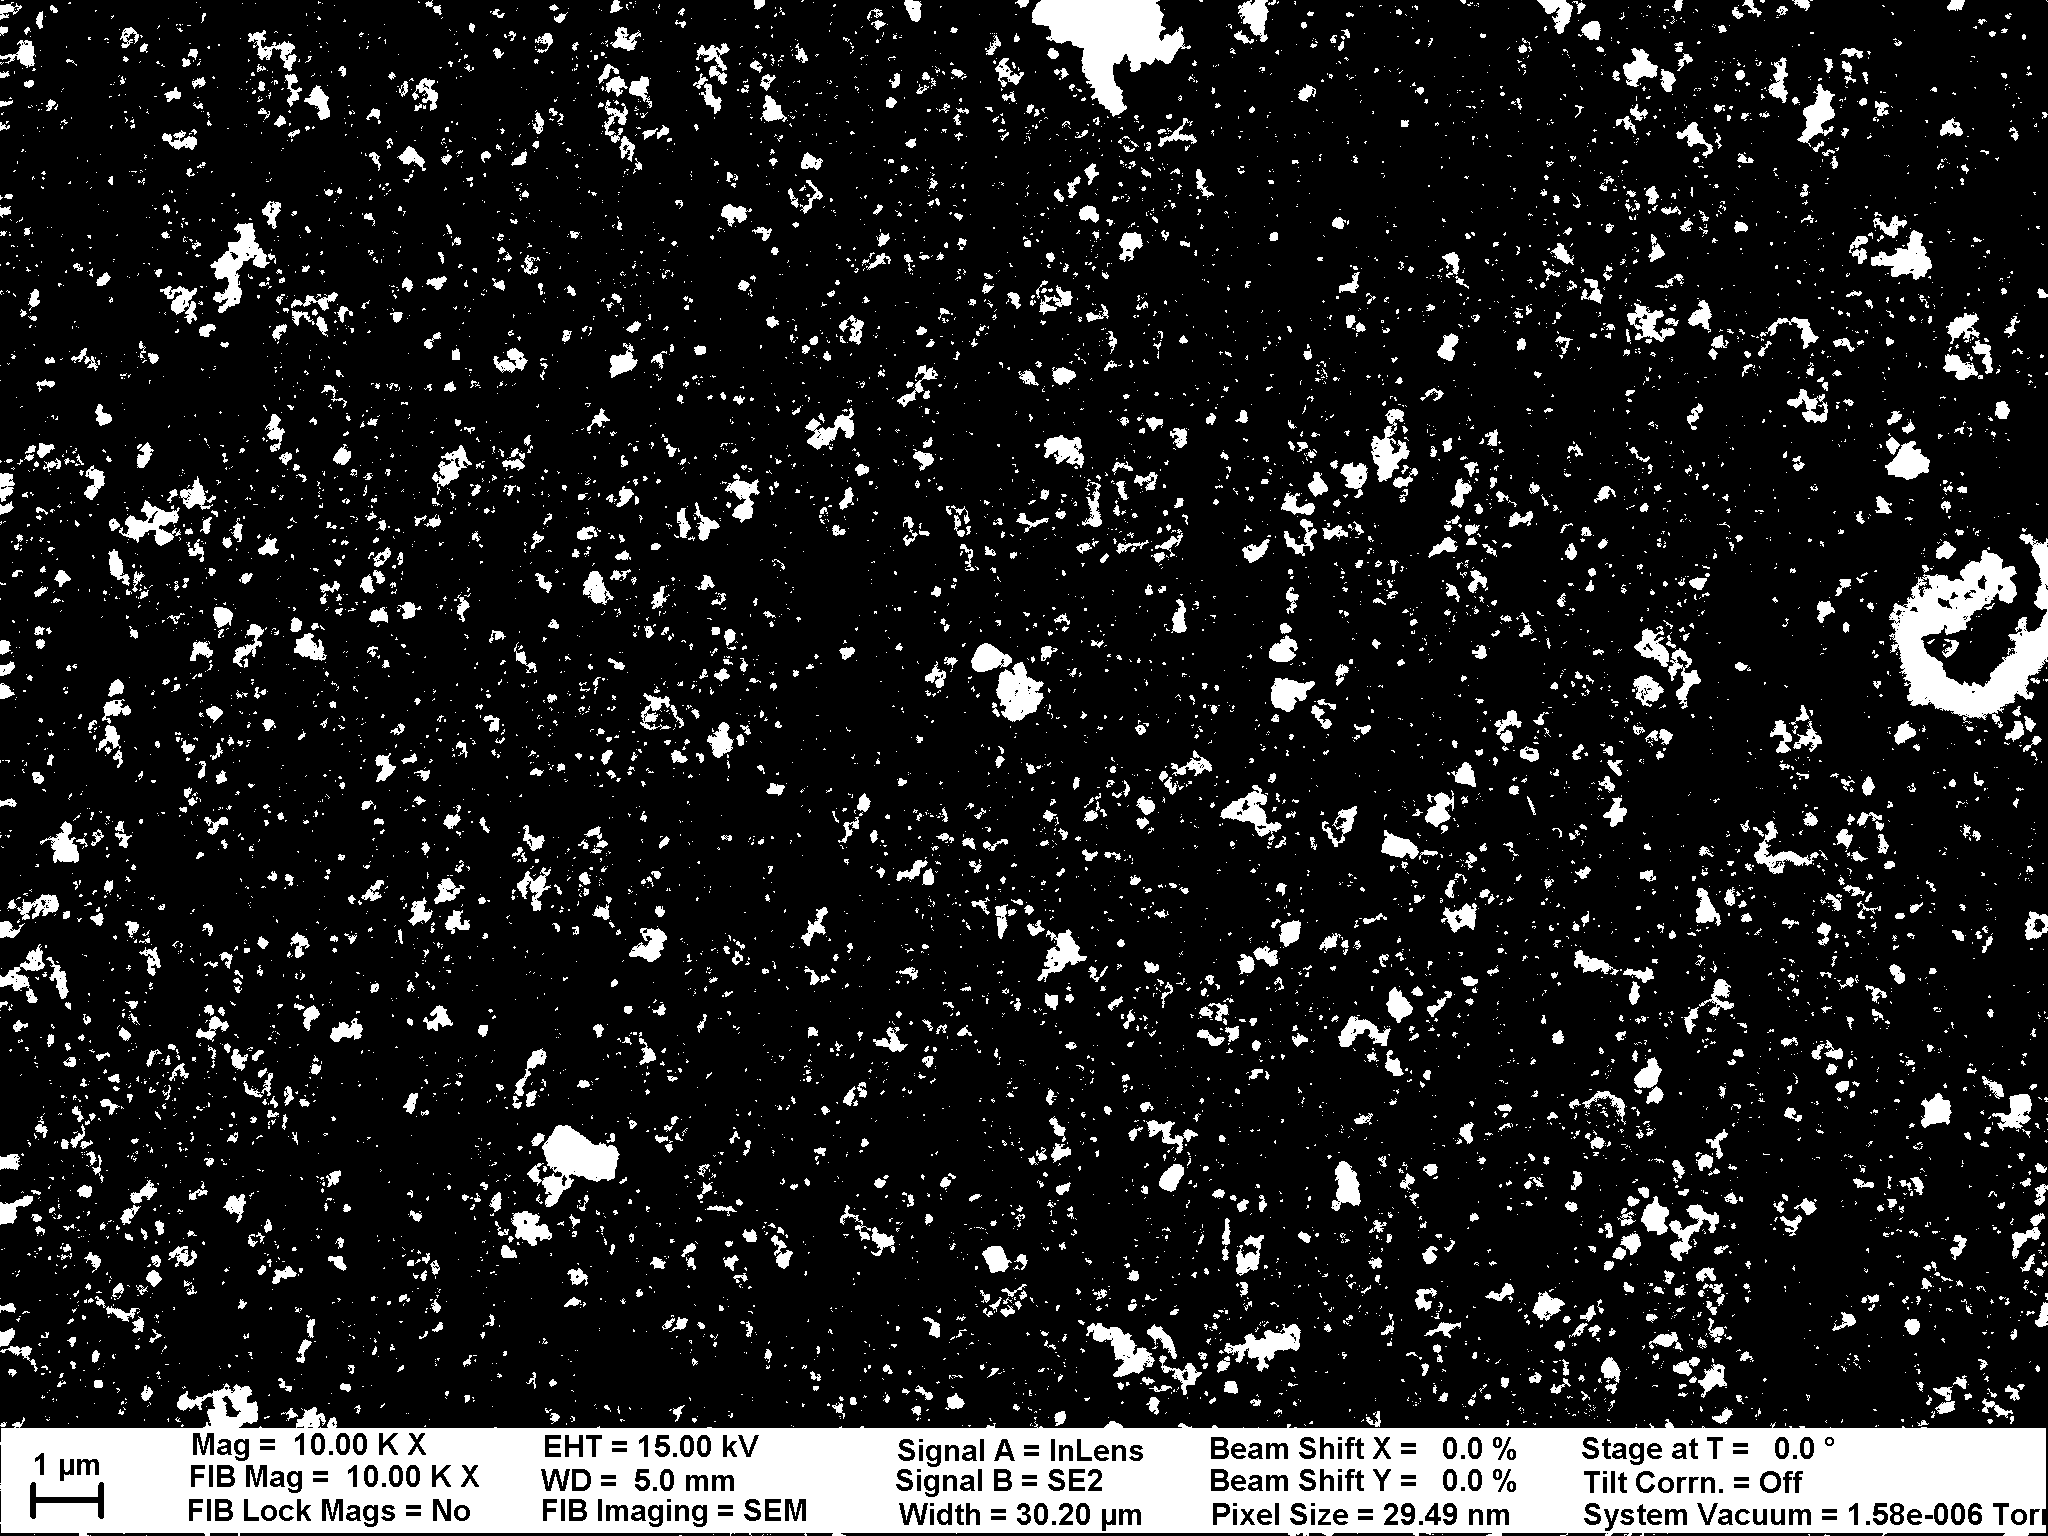 1 µm
Mag = 10.00 K X
FIB Mag = 10.00 K X
FIB Lock Mags = No
EHT = 15.00 kV
WD = 5.0 mm
FIB Imaging = SEM
Signal A = InLens
Signal B = SE2
Width = 30.20 µm
Beam Shift X = 0.0 %
Beam Shift Y = 0.0 %
Pixel Size = 29.49 nm
Stage at T = 0.0 °
Tilt Corrn. = Off
System Vacuum = 1.58e-006 Torr